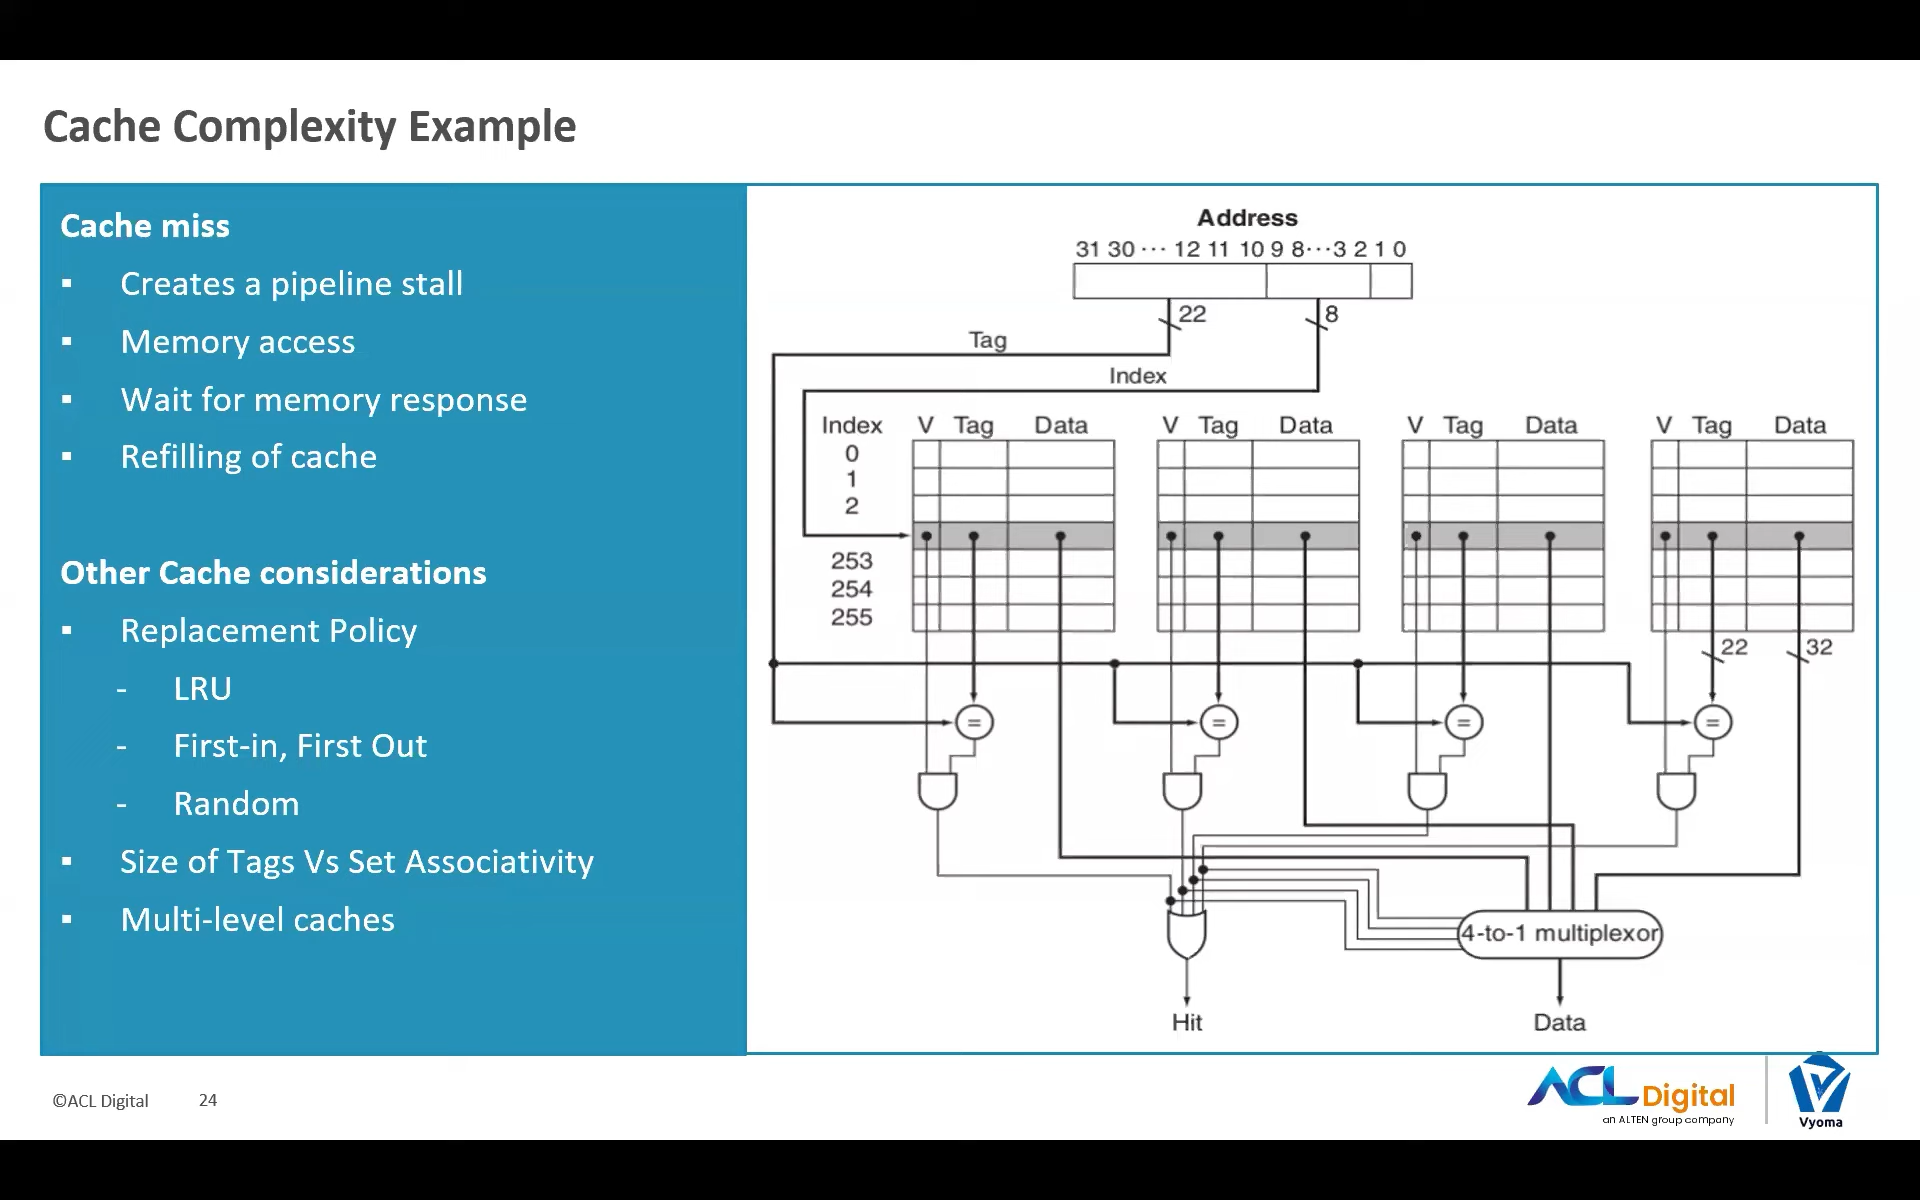 Cache Complexity Example
Cache miss
▪ Creates a pipeline stall
▪ Memory access
▪ Wait for memory response
▪ Refilling of cache
Other Cache considerations
▪ Replacement Policy
- LRU
- First-in, First Out
- Random
▪ Size of Tags Vs Set Associativity
▪ Multi-level caches
Address
31 30 ··· 12 11 10 9 8···3 2 1 0
22
8
Tag
Index
Index V Tag Data V Tag Data V Tag Data V Tag Data
0
1
2
253
254
255
22
32
=
=
=
=
4-to-1 multiplexor
Hit
Data
©ACL Digital
24
ACL Digital
an ALTEN group company
Vyoma